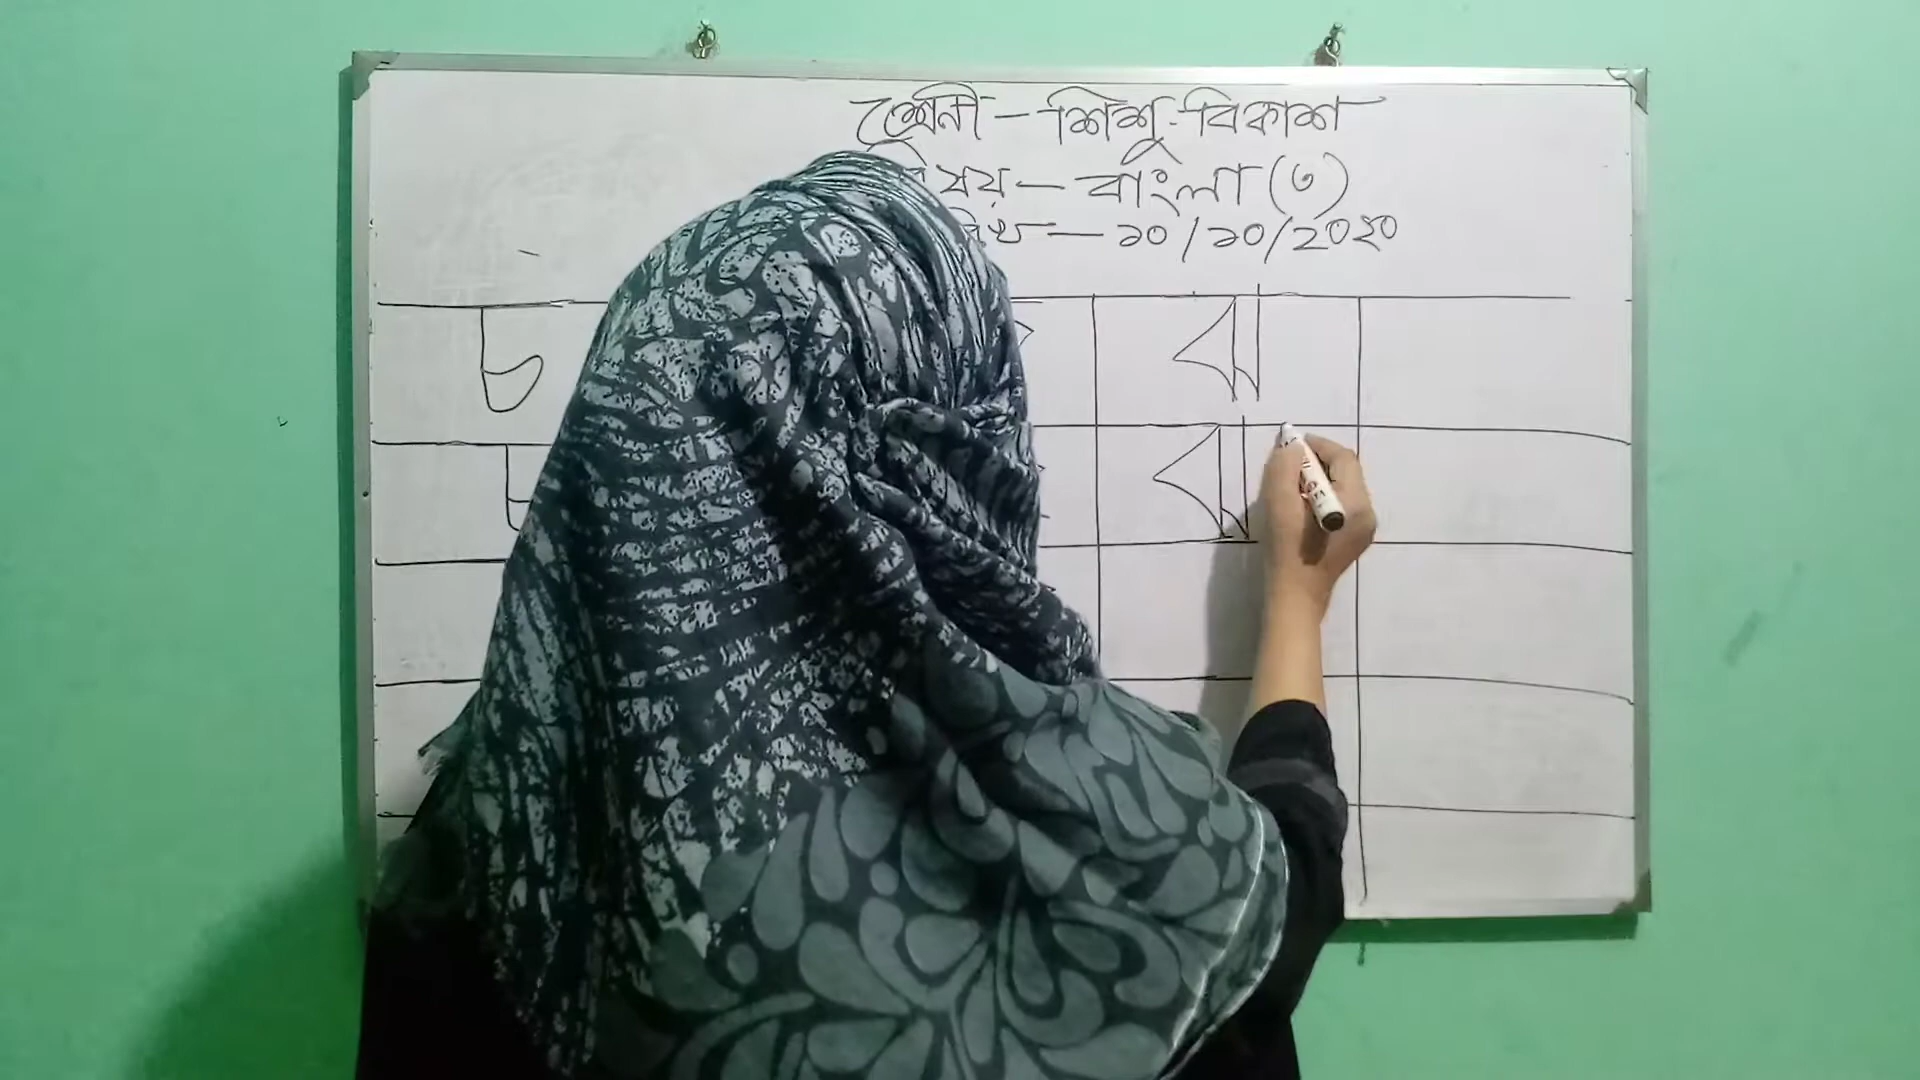 শ্রেনী - শিশু বিকাশ
বিষয় - বাংলা (৩)
১০/১০/২০২০
চ ঝ
ঝ